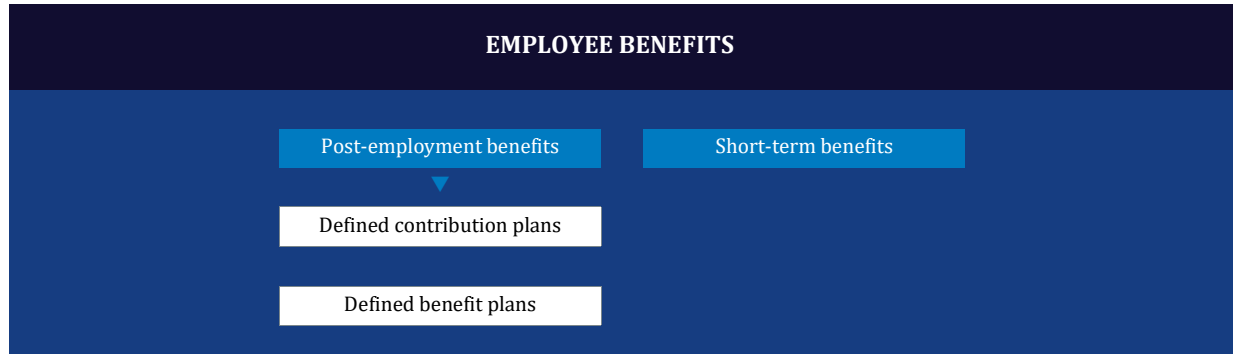 EMPLOYEE BENEFITS
Post-employment benefits
Short-term benefits
Defined contribution plans
Defined benefit plans